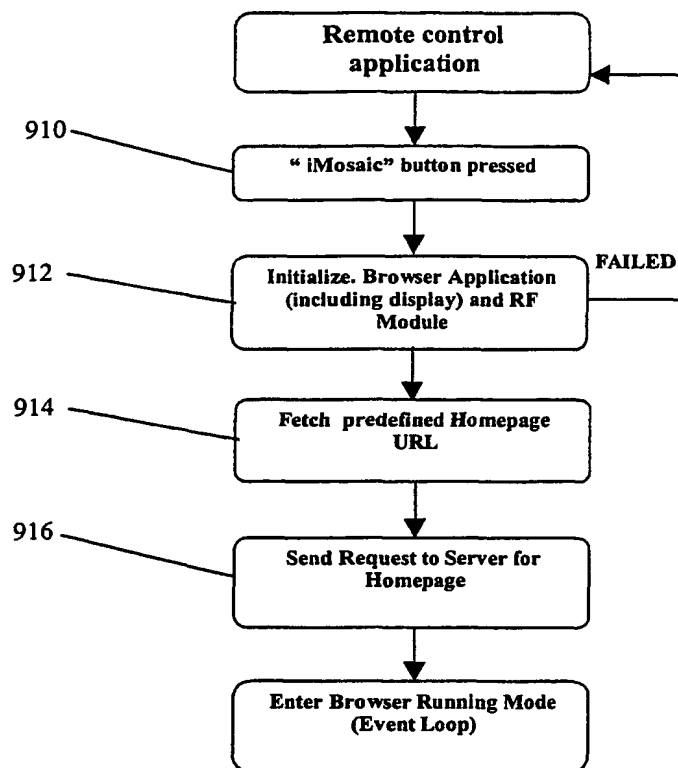 Remote control
application
910
“ iMosaic” button pressed
912
Initialize. Browser Application
(including display) and RF
Module
FAILED
914
Fetch predefined Homepage
URL
916
Send Request to Server for
Homepage
Enter Browser Running Mode
(Event Loop)